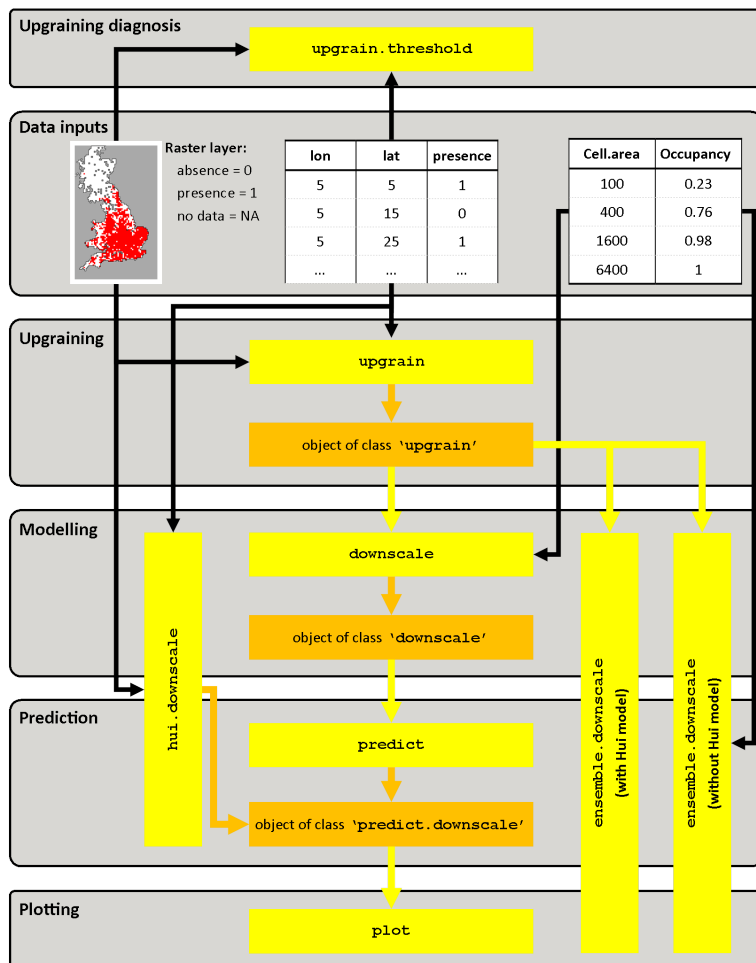 Upgraining diagnosis
upgrain.threshold
Data inputs
Raster layer:
absence = 0
presence = 1
no data = NA
lon lat presence
5 5 1
5 15 0
5 25 1
... ... ...
Cell.area Occupancy
100 0.23
400 0.76
1600 0.98
6400 1
Upgraining
upgrain
object of class ‘upgrain’
Modelling
downscale
object of class ‘downscale’
hui.downscale
ensemble.downscale
(with Hui model)
ensemble.downscale
(without Hui model)
Prediction
predict
object of class ‘predict.downscale’
Plotting
plot